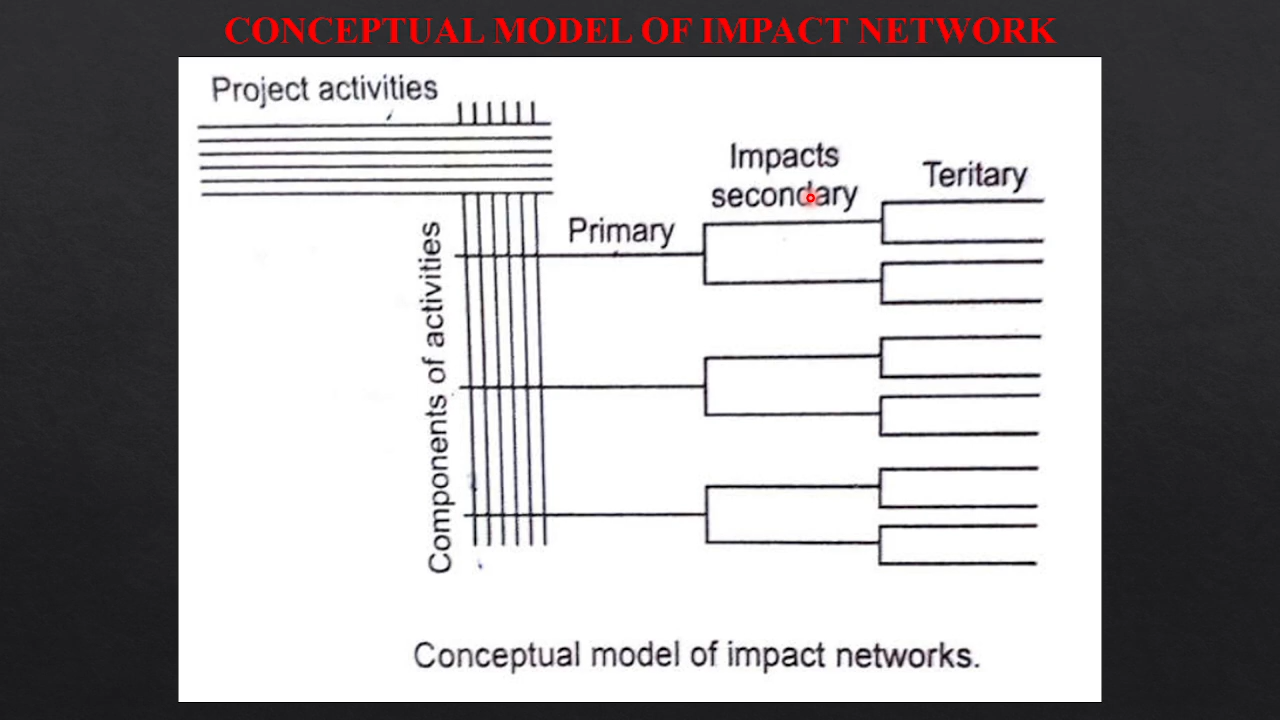 CONCEPTUAL MODEL OF IMPACT NETWORK
Project activities
Impacts
secondary
Teritary
Primary
Components of activities
Conceptual model of impact networks.